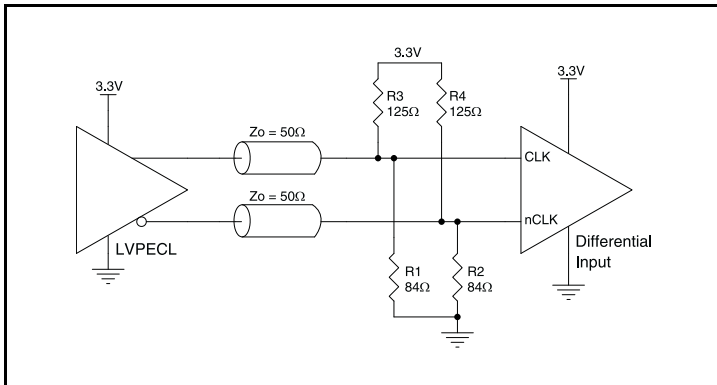 3.3V
3.3V
3.3V
R3
125Ω
R4
125Ω
Zo = 50Ω
CLK
Zo = 50Ω
nCLK
LVPECL
Differential
Input
R1
84Ω
R2
84Ω